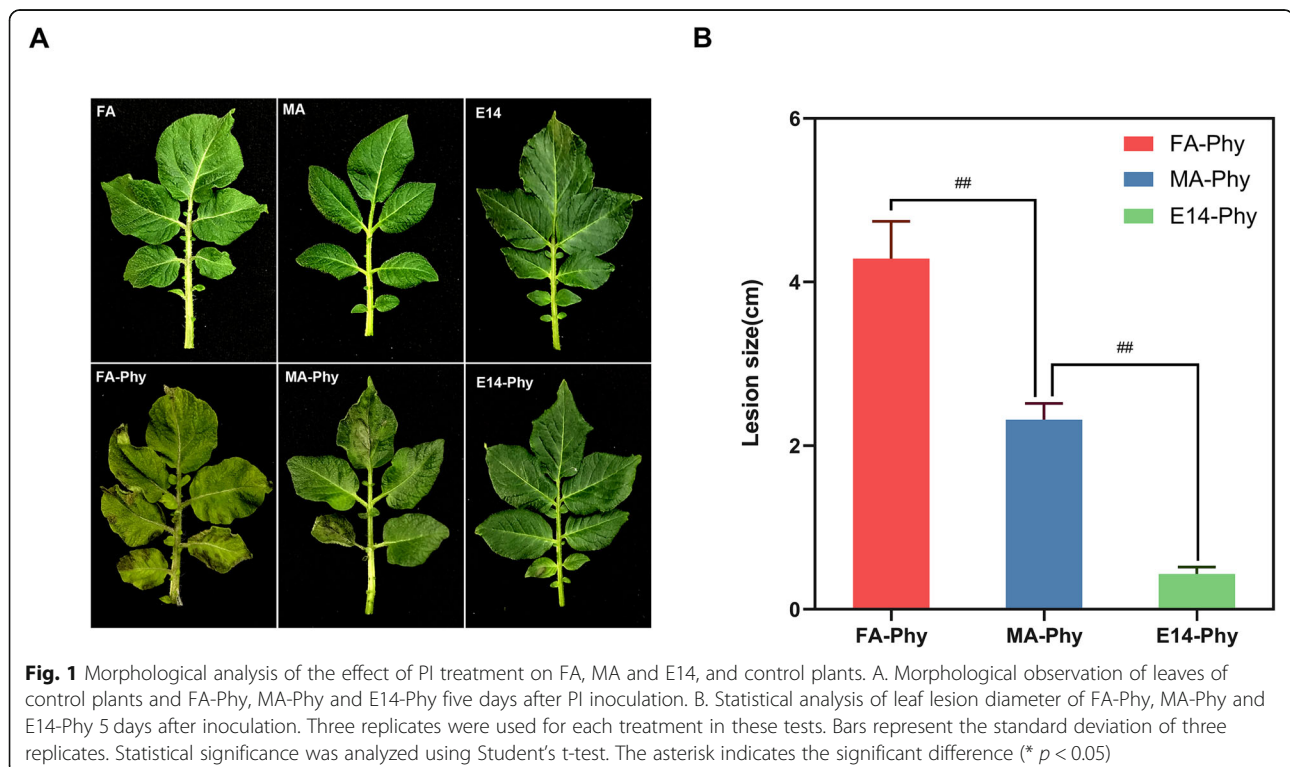 A
B
FA
MA
E14
FA-Phy
MA-Phy
E14-Phy
6
4
2
0
Lesion size(cm)
FA-Phy
MA-Phy
E14-Phy
##
##
FA-Phy
MA-Phy
E14-Phy
Fig. 1 Morphological analysis of the effect of PI treatment on FA, MA and E14, and control plants. A. Morphological observation of leaves of
control plants and FA-Phy, MA-Phy and E14-Phy five days after PI inoculation. B. Statistical analysis of leaf lesion diameter of FA-Phy, MA-Phy and
E14-Phy 5 days after inoculation. Three replicates were used for each treatment in these tests. Bars represent the standard deviation of three
replicates. Statistical significance was analyzed using Student’s t-test. The asterisk indicates the significant difference (* p < 0.05)